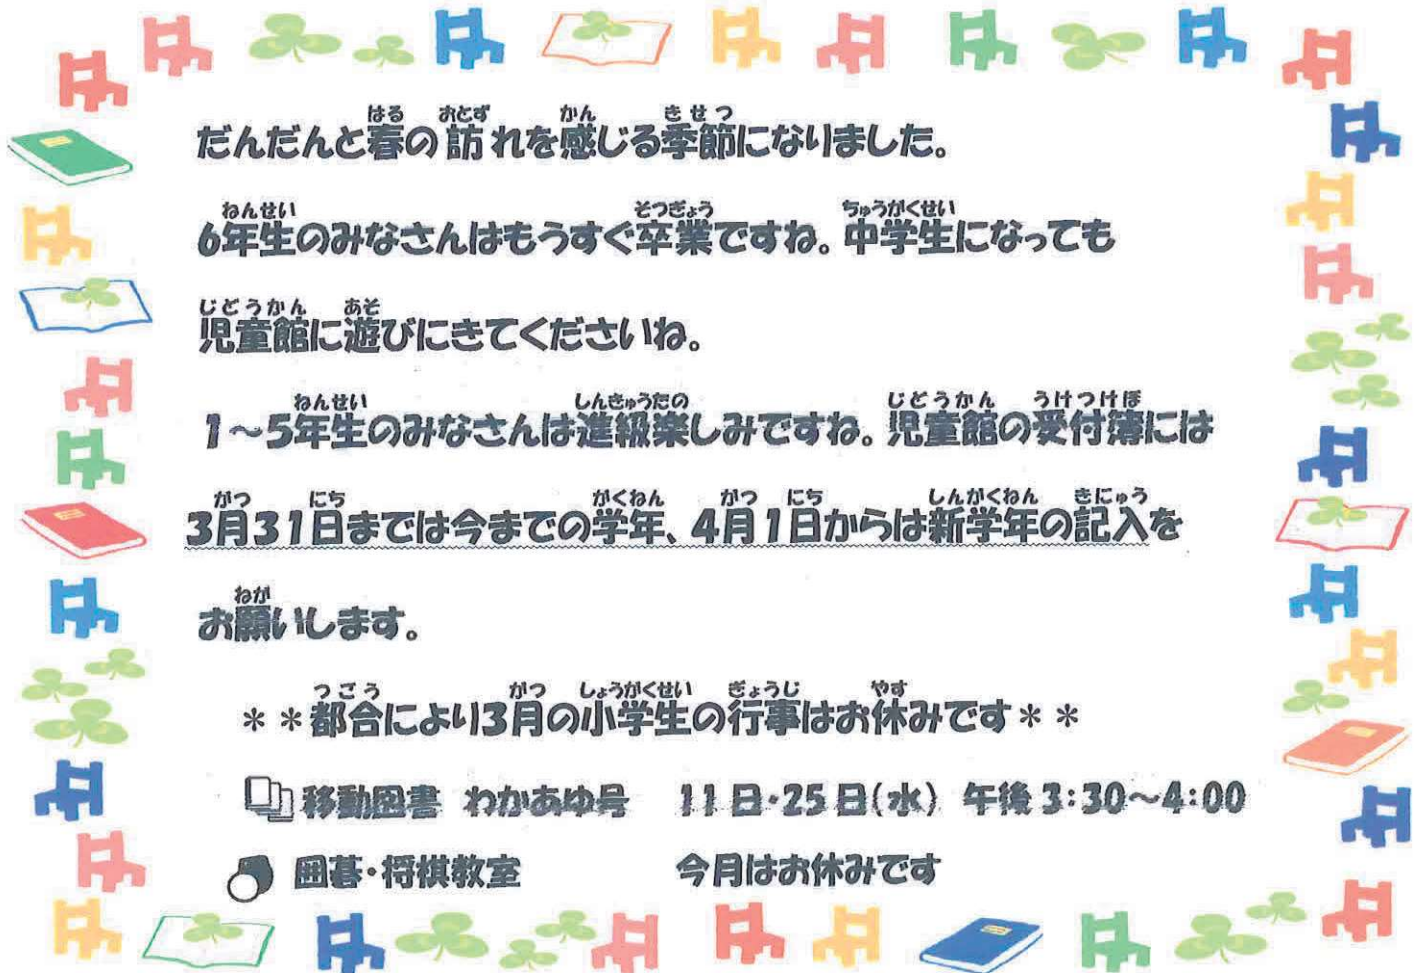 だんだんと春の訪れを感じる季節になりました。
6年生のみなさんはもうすぐ卒業ですね。中学生になっても
児童館に遊びにきてくださいね。
1～5年生のみなさんは進級楽しみですね。児童館の受付簿には
3月31日までは今までの学年、4月1日からは新学年の記入を
お願いします。
＊＊都合により3月の小学生の行事はお休みです＊＊
移動図書 わかあゆ号 11日・25日(水) 午後3:30～4:00
囲碁・将棋教室 今月はお休みです